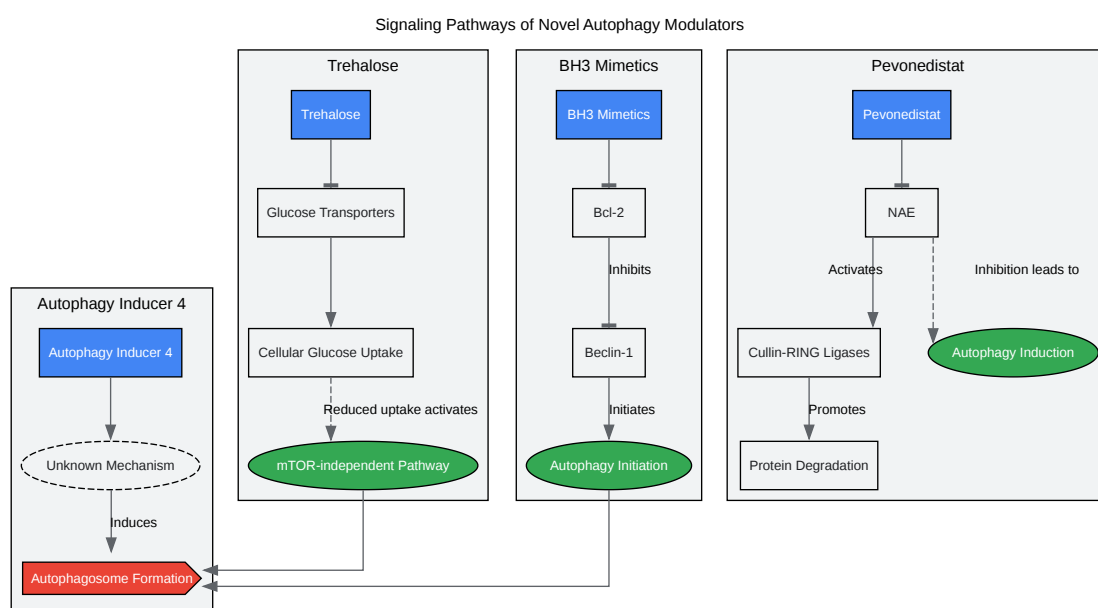 Signaling Pathways of Novel Autophagy Modulators
Trehalose
BH3 Mimetics
Pevonedistat
Trehalose
BH3 Mimetics
Pevonedistat
Glucose Transporters
Bcl-2
NAE
Inhibits
Activates
Inhibition leads to
Autophagy Inducer 4
Autophagy Inducer 4
Cellular Glucose Uptake
Beclin-1
Cullin-RING Ligases
Autophagy Induction
Reduced uptake activates
Initiates
Promotes
Unknown Mechanism
mTOR-independent Pathway
Autophagy Initiation
Protein Degradation
Induces
Autophagosome Formation